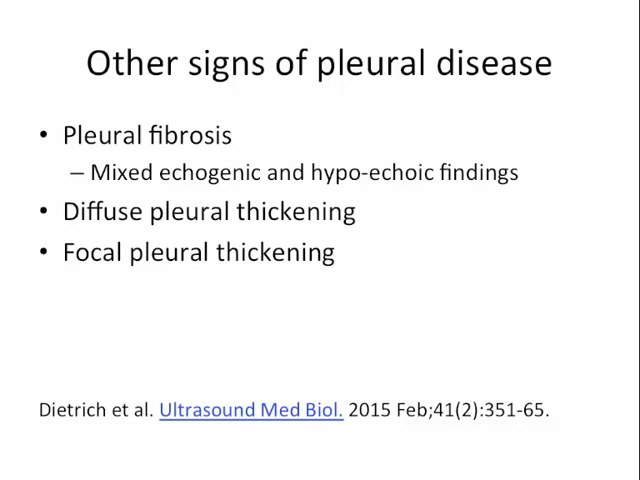 Other signs of pleural disease
• Pleural fibrosis
– Mixed echogenic and hypo-echoic findings
• Diffuse pleural thickening
• Focal pleural thickening
Dietrich et al. Ultrasound Med Biol. 2015 Feb;41(2):351-65.